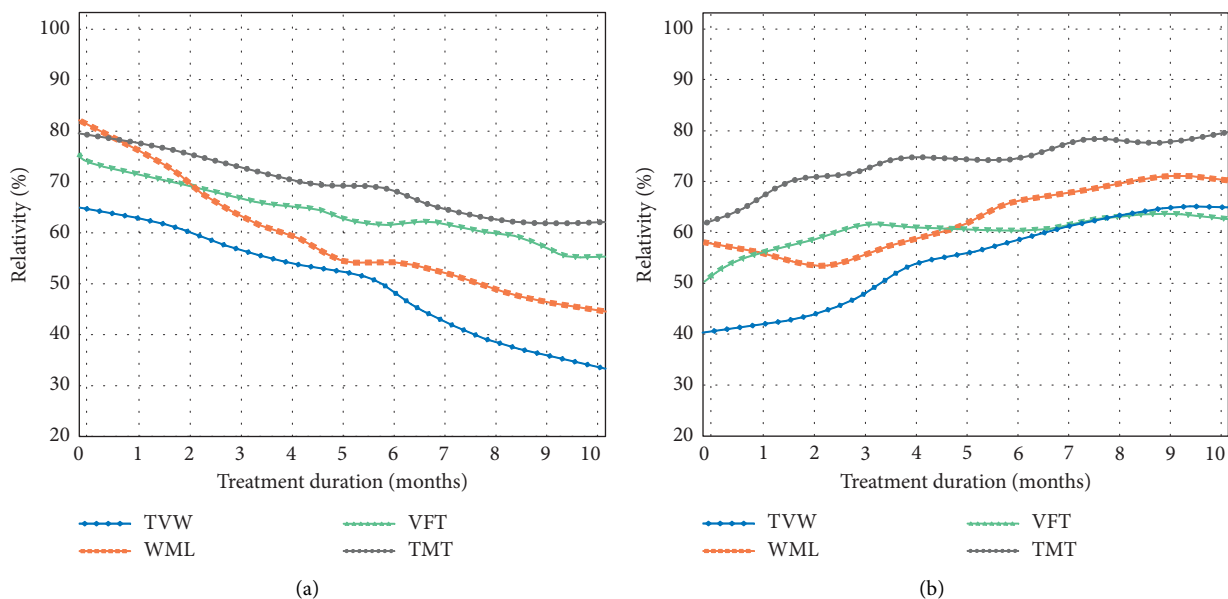 100
90
80
70
60
50
40
30
20
Relativity (%)
0 1 2 3 4 5 6 7 8 9 10
Treatment duration (months)
TVW VFT
WML TMT
(a)
100
90
80
70
60
50
40
30
20
Relativity (%)
0 1 2 3 4 5 6 7 8 9 10
Treatment duration (months)
TVW VFT
WML TMT
(b)